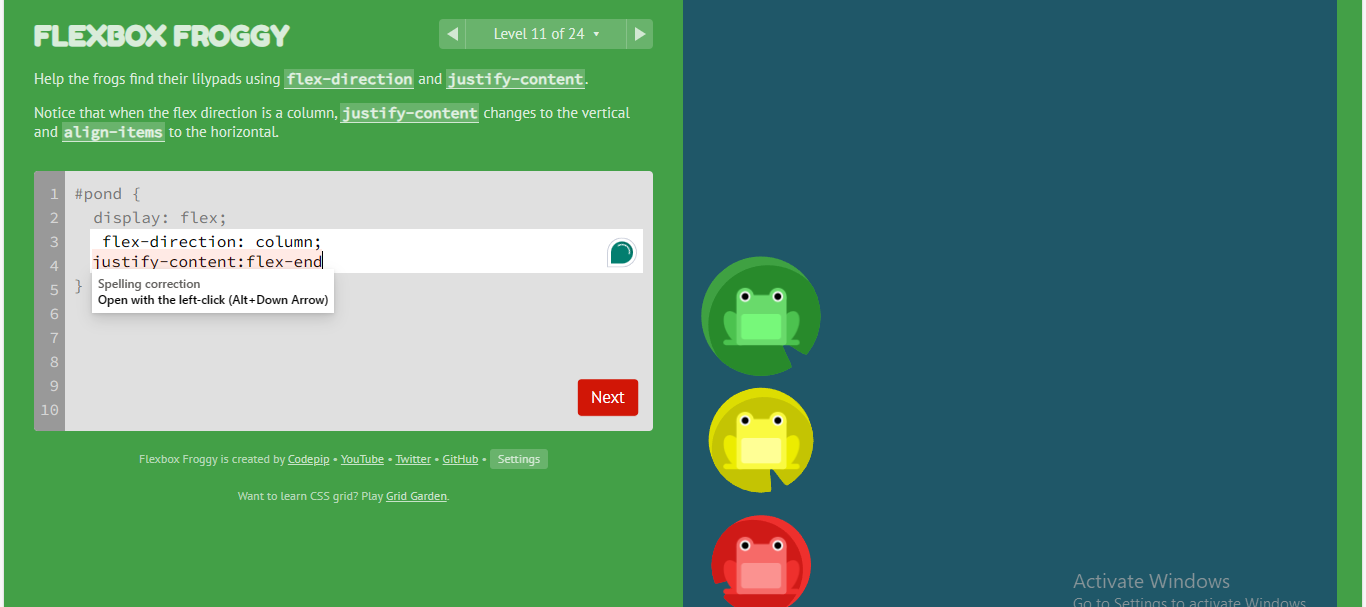 FLEXBOX FROGGY
Level 11 of 24
Help the frogs find their lilypads using flex-direction and justify-content.
Notice that when the flex direction is a column, justify-content changes to the vertical
and align-items to the horizontal.
1 #pond {
2 display: flex;
3 flex-direction: column;
4 justify-content:flex-end
Spelling correction
Open with the left-click (Alt+Down Arrow)
5 }
6
7
8
9
10
Next
Flexbox Froggy is created by Codepip • YouTube • Twitter • GitHub • Settings
Want to learn CSS grid? Play Grid Garden.
Activate Windows
Go to Settings to activate Windows.